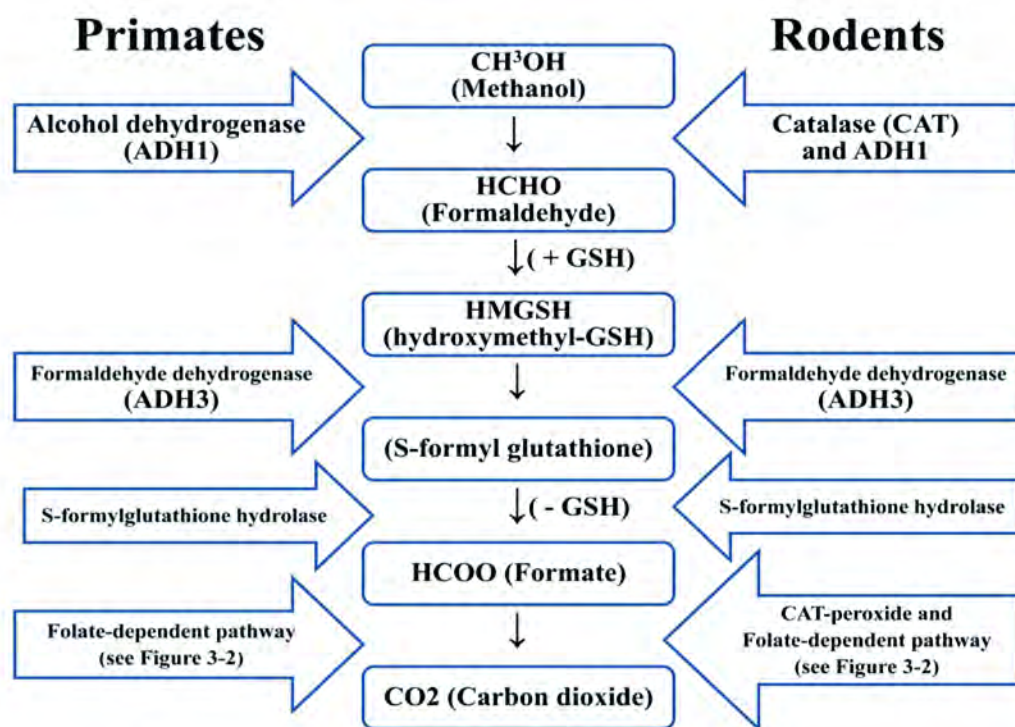 Primates
Rodents
CH³OH
(Methanol)
Alcohol dehydrogenase
(ADH1)
Catalase (CAT)
and ADH1
HCHO
(Formaldehyde)
( + GSH)
HMGSH
(hydroxymethyl-GSH)
Formaldehyde dehydrogenase
(ADH3)
Formaldehyde dehydrogenase
(ADH3)
(S-formyl glutathione)
( - GSH)
S-formylglutathione hydrolase
S-formylglutathione hydrolase
HCOO (Formate)
Folate-dependent pathway
(see Figure 3-2)
CAT-peroxide and
Folate-dependent pathway
(see Figure 3-2)
CO2 (Carbon dioxide)